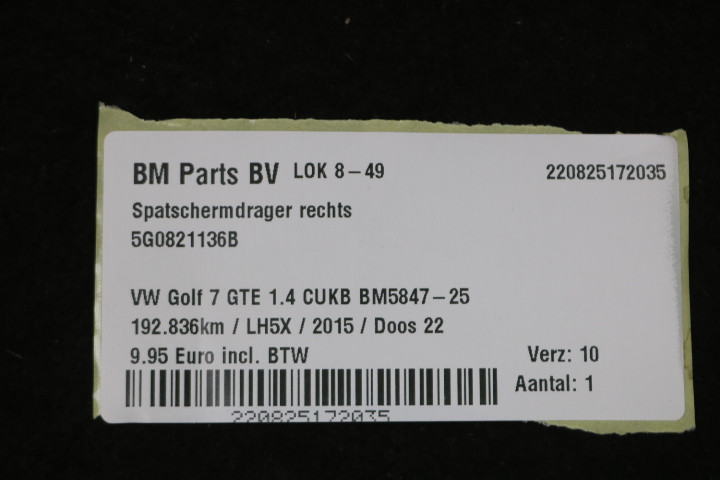 BM Parts BV LOK 8-49 220825172035
Spatschermdrager rechts
5G0821136B
VW Golf 7 GTE 1.4 CUKB BM5847-25
192.836km / LH5X / 2015 / Doos 22
9.95 Euro incl. BTW Verz: 10
Aantal: 1
220825172035